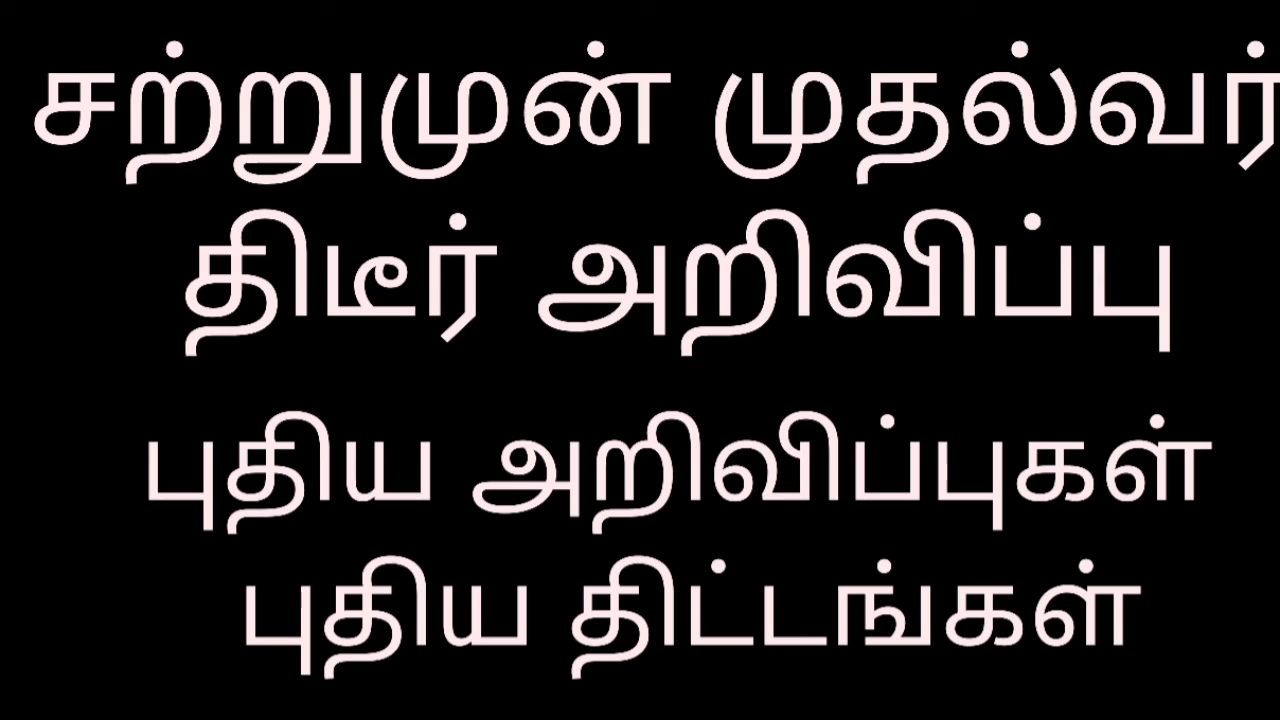 சற்றுமுன் முதல்வர்
திடீர் அறிவிப்பு
புதிய அறிவிப்புகள்
புதிய திட்டங்கள்